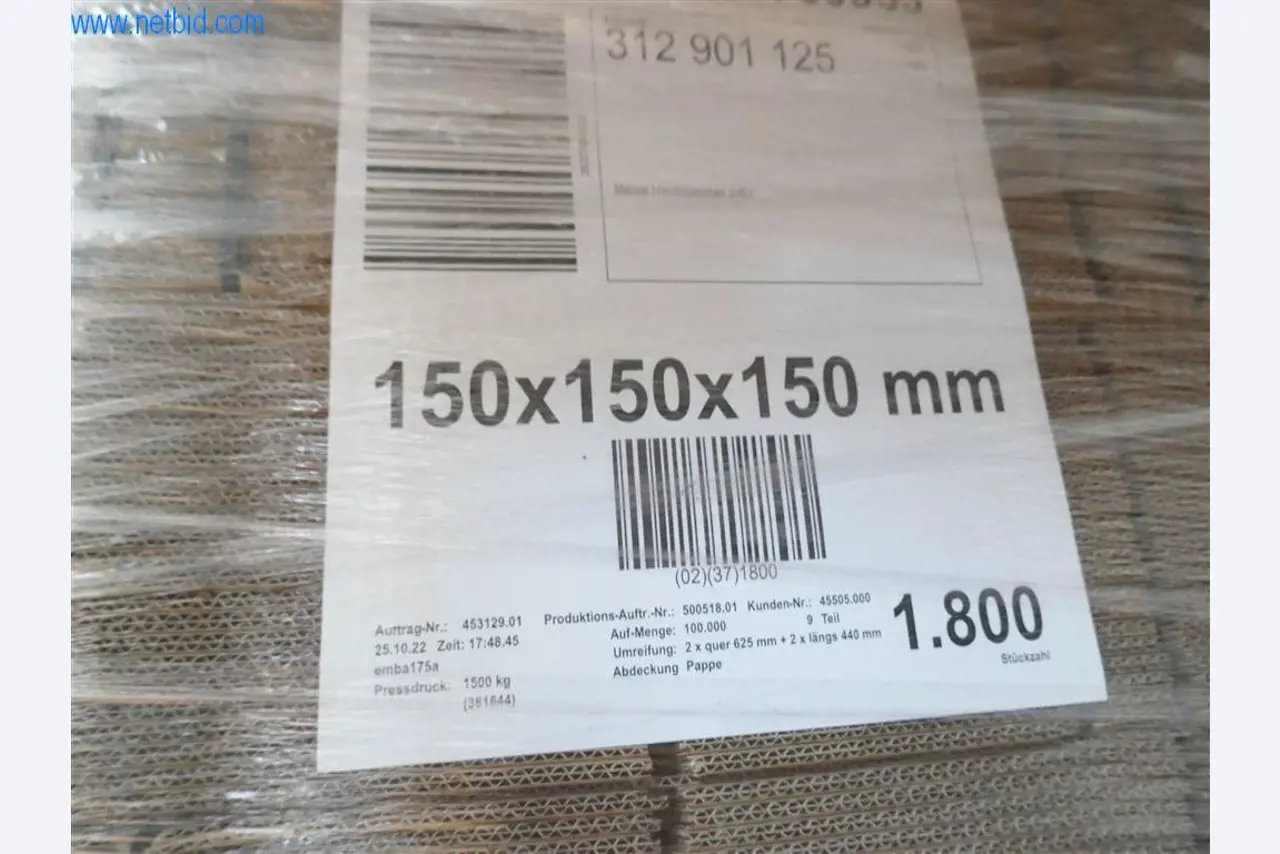 www.netbid.com
312 901 125
150x150x150 mm
(02)(37)1800
Auftrag-Nr.: 453129.01
25.10.22 Zeit: 17:48.45
emba175a
Pressdruck: 1500 kg
(361644)
Produktions-Auftr.-Nr.: 500518.01 Kunden-Nr.: 45505.000
Auf-Menge: 100.000 9 Teil
Umreifung: 2 x quer 625 mm + 2 x längs 440 mm
Abdeckung Pappe
1.800
Stückzahl